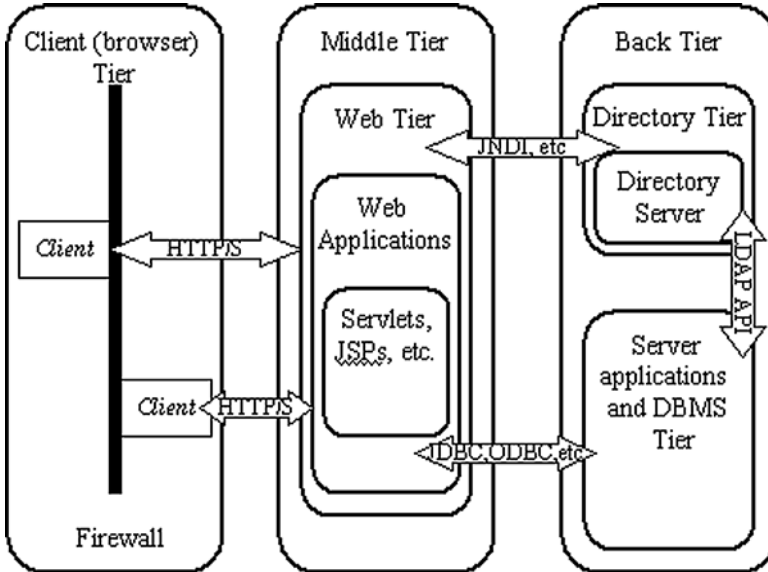 Client (browser)
Tier
Client
HTTP/S
Client
HTTP/S
Firewall
Middle Tier
Web Tier
Web
Applications
Servlets,
JSPs, etc.
JNDI, etc
JDBC,ODBC,etc
Back Tier
Directory Tier
Directory
Server
LDAP API
Server
applications
and DBMS
Tier